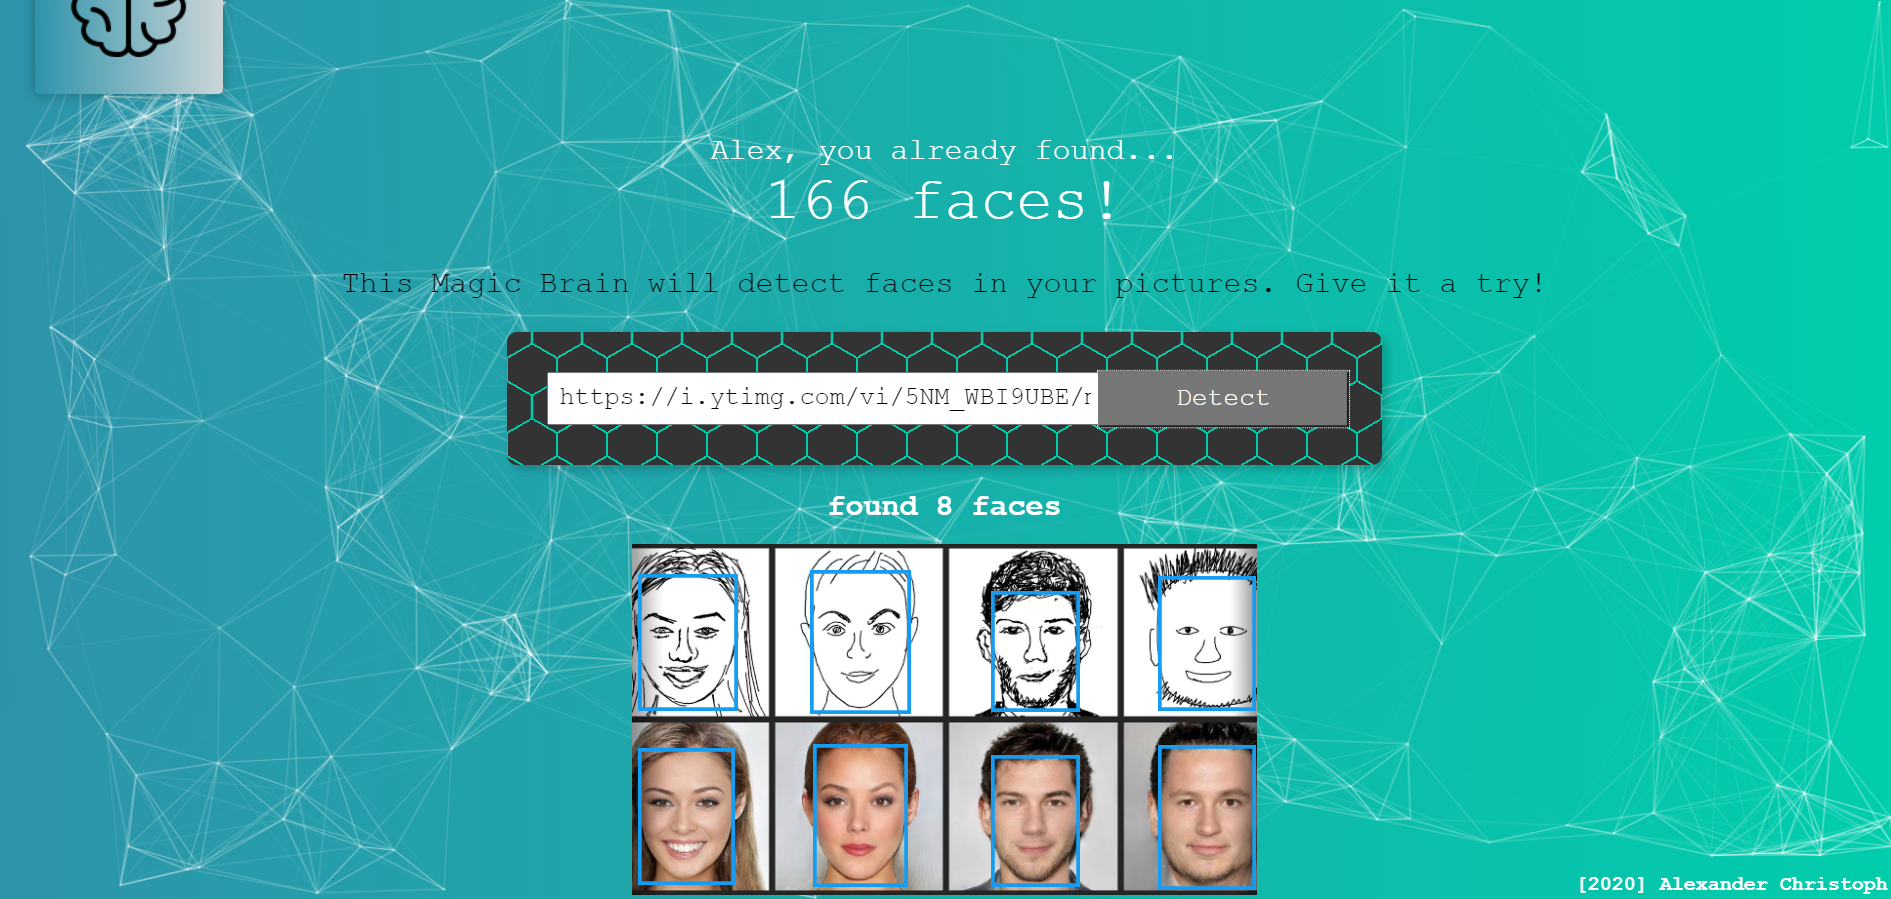 Alex, you already found...
166 faces!
This Magic Brain will detect faces in your pictures. Give it a try!
https://i.ytimg.com/vi/5NM_WBI9UBE/
Detect
found 8 faces
[2020] Alexander Christoph